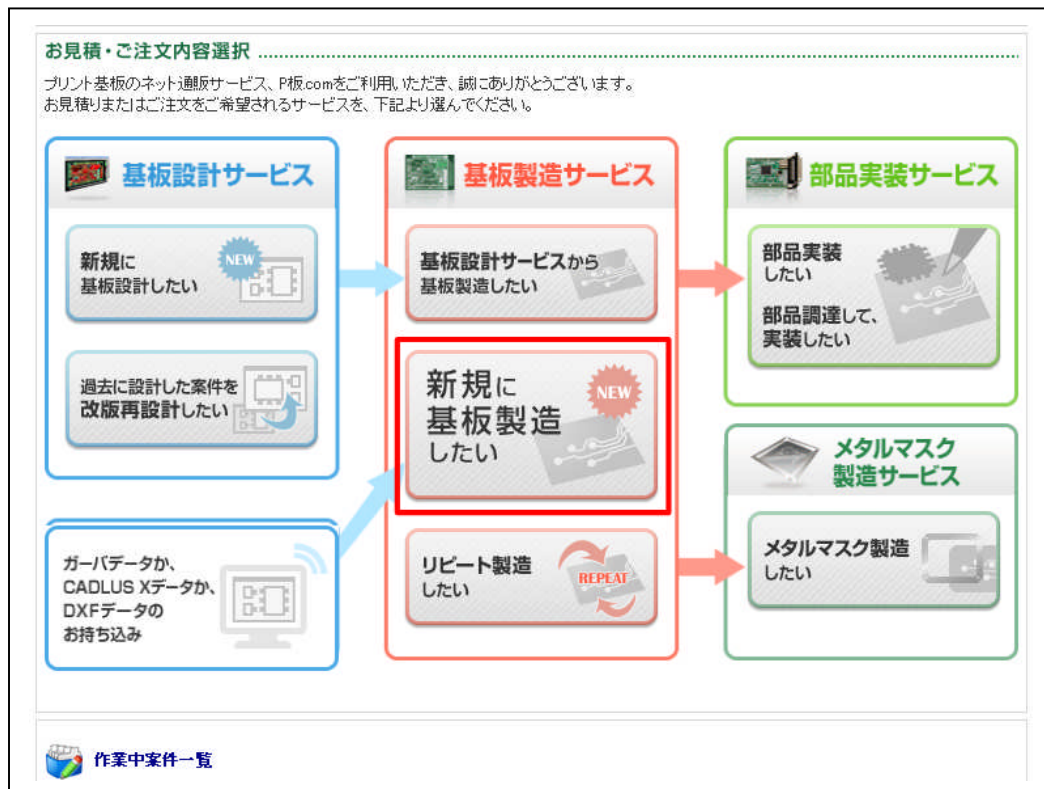 お見積・ご注文内容選択
プリント基板のネット通販サービス、P板.comをご利用いただき、誠にありがとうございます。
お見積りまたはご注文をご希望されるサービスを、下記より選んでください。
基板設計サービス
新規に
基板設計したい
NEW
過去に設計した案件を
改版再設計したい
ガーバデータか、
CADLUS Xデータか、
DXFデータの
お持ち込み
基板製造サービス
基板設計サービスから
基板製造したい
新規に
基板製造
したい
NEW
リピート製造
したい
REPEAT
部品実装サービス
部品実装
したい
部品調達して、
実装したい
メタルマスク
製造サービス
メタルマスク製造
したい
作業中案件一覧